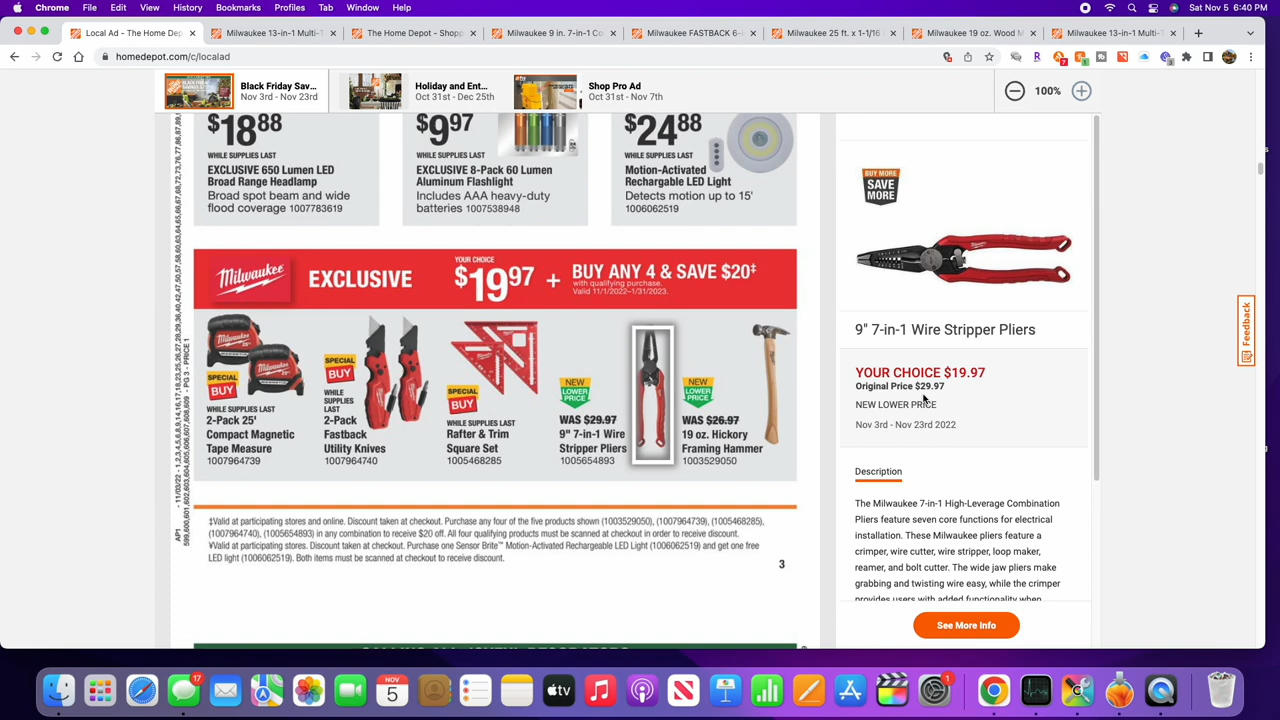 Chrome File Edit View History Bookmarks Profiles Tab Window Help Sat Nov 5 6:40 PM
Local Ad - The Home Dep Milwaukee 13-in-1 Multi-T The Home Depot - Shopp Milwaukee 9 in. 7-in-1 Co Milwaukee FASTBACK 6- Milwaukee 25 ft. x 1-1/16 Milwaukee 19 oz. Wood M Milwaukee 13-in-1 Multi-T
homedepot.com/c/localad
Black Friday Sav...
Nov 3rd - Nov 23rd
Holiday and Ent...
Oct 31st - Dec 25th
Shop Pro Ad
Oct 31st - Nov 7th
100%
$18 88
WHILE SUPPLIES LAST
EXCLUSIVE 650 Lumen LED
Broad Range Headlamp
Broad spot beam and wide
flood coverage 1007783619
$9 97
WHILE SUPPLIES LAST
EXCLUSIVE 8-Pack 60 Lumen
Aluminum Flashlight
Includes AAA heavy-duty
batteries 1007538948
$24 88
WHILE SUPPLIES LAST
Motion-Activated
Rechargable LED Light
Detects motion up to 15'
1006062519
Milwaukee
EXCLUSIVE
YOUR CHOICE
$19 97
+
BUY ANY 4 & SAVE $20‡
with qualifying purchase.
Valid 11/1/2022–1/31/2023.
SPECIAL
BUY
WHILE SUPPLIES LAST
2-Pack 25'
Compact Magnetic
Tape Measure
1007964739
SPECIAL
BUY
WHILE
SUPPLIES
LAST
2-Pack
Fastback
Utility Knives
1007964740
SPECIAL
BUY
WHILE SUPPLIES LAST
Rafter & Trim
Square Set
1005468285
NEW
LOWER
PRICE
WAS $29.97
9" 7-in-1 Wire
Stripper Pliers
1005654893
NEW
LOWER
PRICE
WAS $26.97
19 oz. Hickory
Framing Hammer
1003529050
‡Valid at participating stores and online. Discount taken at checkout. Purchase any four of the five products shown (1003529050), (1007964739), (1005468285),
(1007964740), (1005654893) in any combination to receive $20 off. All four qualifying products must be scanned at checkout in order to receive discount.
¥Valid at participating stores. Discount taken at checkout. Purchase one Sensor Brite™ Motion-Activated Rechargable LED Light (1006062519) and get one free
LED light (1006062519). Both items must be scanned at checkout to receive discount.
3
BUY MORE
SAVE
MORE
9" 7-in-1 Wire Stripper Pliers
YOUR CHOICE $19.97
Original Price $29.97
NEW LOWER PRICE
Nov 3rd - Nov 23rd 2022
Description
The Milwaukee 7-in-1 High-Leverage Combination
Pliers feature seven core functions for electrical
installation. These Milwaukee pliers feature a
crimper, wire cutter, wire stripper, loop maker,
reamer, and bolt cutter. The wide jaw pliers make
grabbing and twisting wire easy, while the crimper
provides users with added functionality when
See More Info
Feedback
17
NOV
5
tv
1